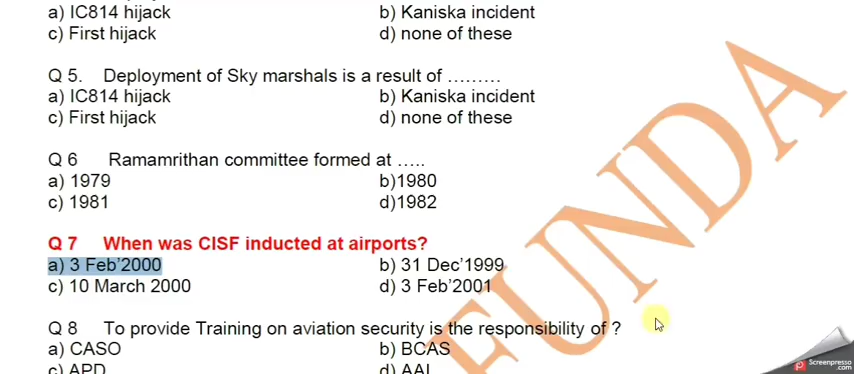 a) IC814 hijack b) Kaniska incident
c) First hijack d) none of these
Q 5. Deployment of Sky marshals is a result of ………
a) IC814 hijack b) Kaniska incident
c) First hijack d) none of these
Q 6 Ramamrithan committee formed at …..
a) 1979 b)1980
c) 1981 d)1982
Q 7 When was CISF inducted at airports?
a) 3 Feb’2000 b) 31 Dec’1999
c) 10 March 2000 d) 3 Feb’2001
Q 8 To provide Training on aviation security is the responsibility of ?
a) CASO b) BCAS
c) APD d) AAI
FUNDA
Screenpresso
.com